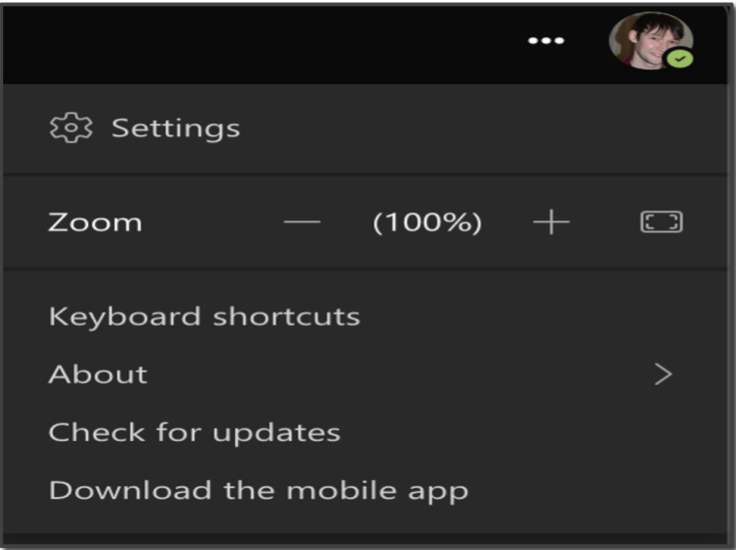 Settings
Zoom (100%)
Keyboard shortcuts
About
Check for updates
Download the mobile app